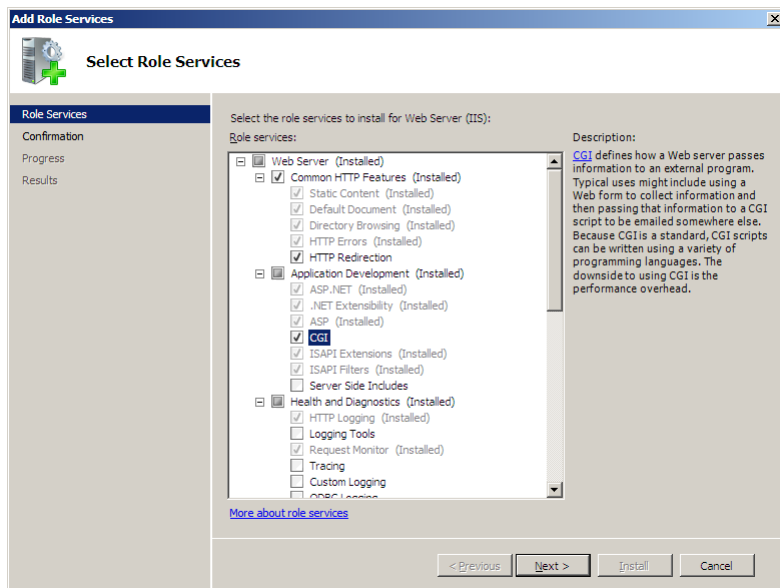 Add Role Services
Select Role Services
Role Services
Confirmation
Progress
Results
Select the role services to install for Web Server (IIS):
Role services:
Web Server (Installed)
Common HTTP Features (Installed)
Static Content (Installed)
Default Document (Installed)
Directory Browsing (Installed)
HTTP Errors (Installed)
HTTP Redirection
Application Development (Installed)
ASP.NET (Installed)
.NET Extensibility (Installed)
ASP (Installed)
CGI
ISAPI Extensions (Installed)
ISAPI Filters (Installed)
Server Side Includes
Health and Diagnostics (Installed)
HTTP Logging (Installed)
Logging Tools
Request Monitor (Installed)
Tracing
Custom Logging
ODBC Logging
More about role services
Description:
CGI defines how a Web server passes
information to an external program.
Typical uses might include using a
Web form to collect information and
then passing that information to a CGI
script to be emailed somewhere else.
Because CGI is a standard, CGI scripts
can be written using a variety of
programming languages. The
downside to using CGI is the
performance overhead.
< Previous
Next >
Install
Cancel